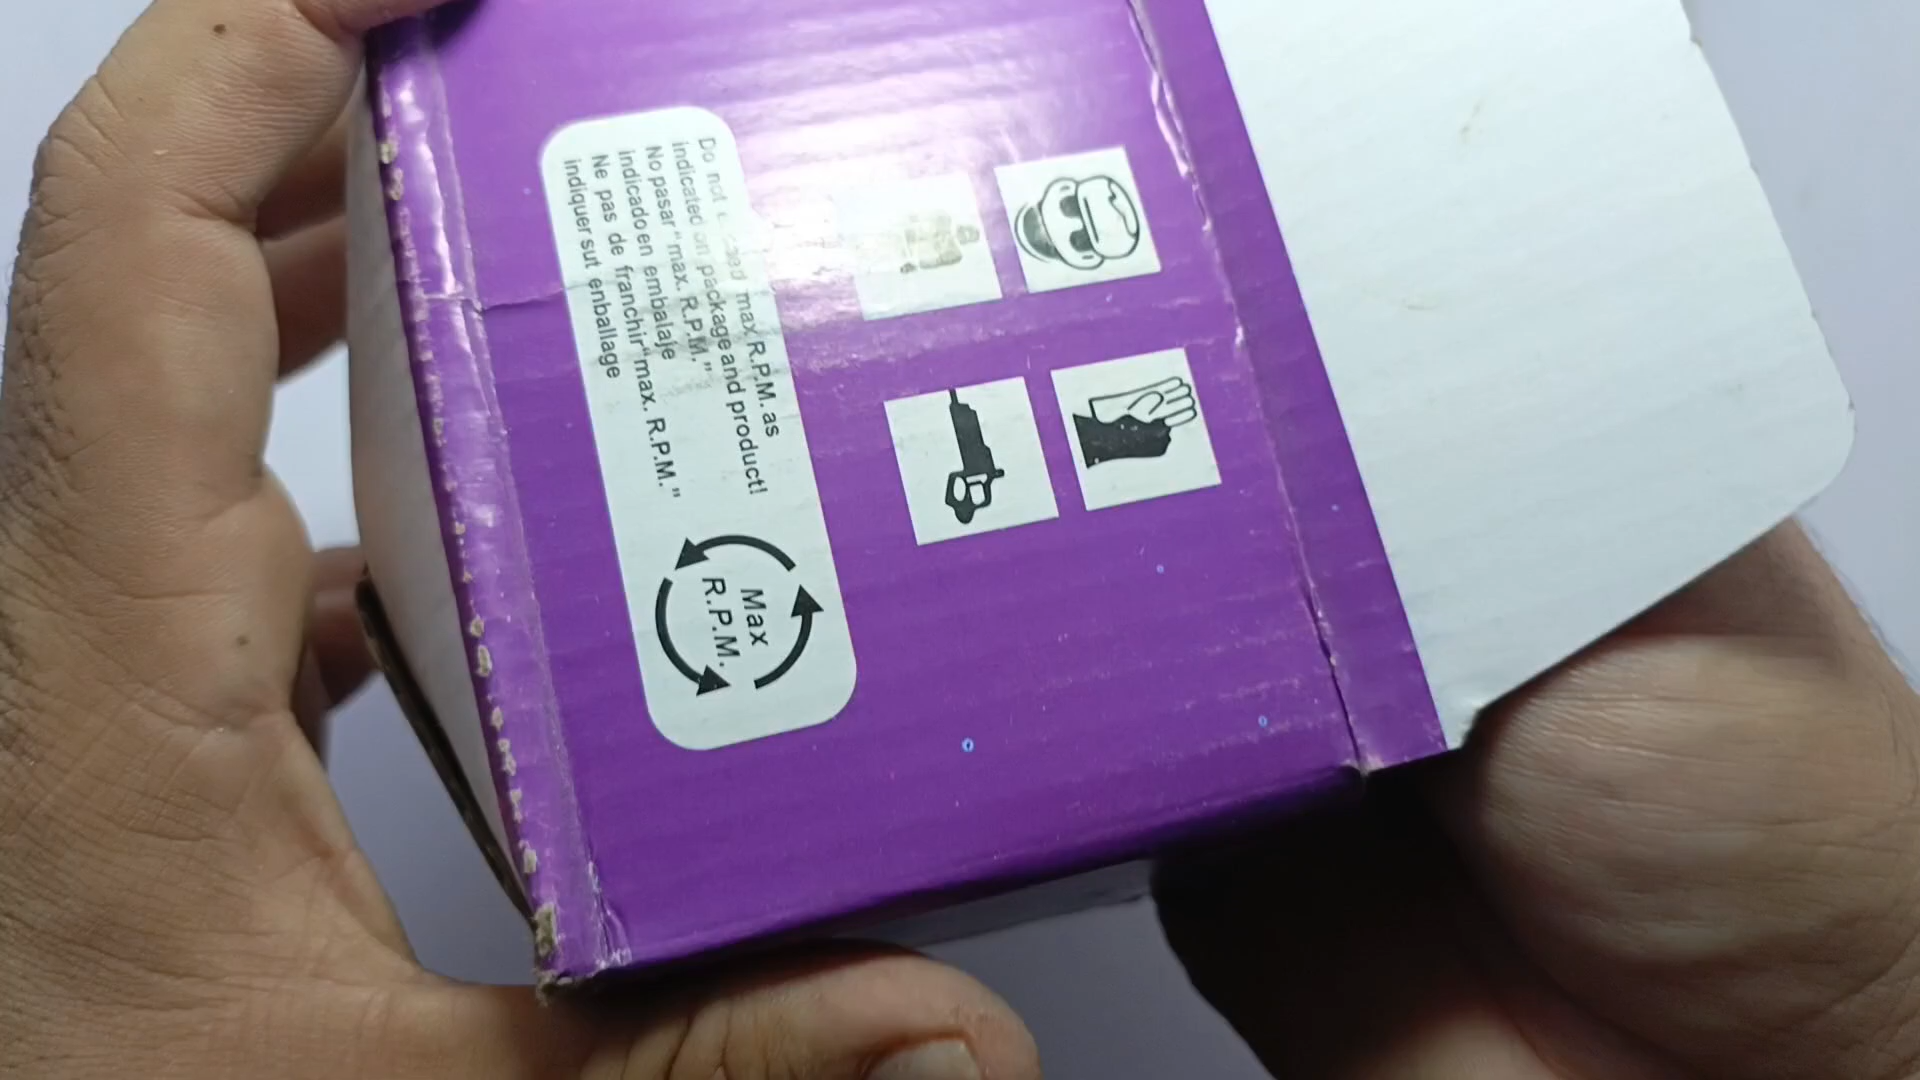 Do not exceed "max R.P.M. as
indicated on package and product!
No pasar "max. R.P.M."
indicado en embalaje
Ne pas de franchir "max. R.P.M."
indiquer sut enballage
Max
R.P.M.